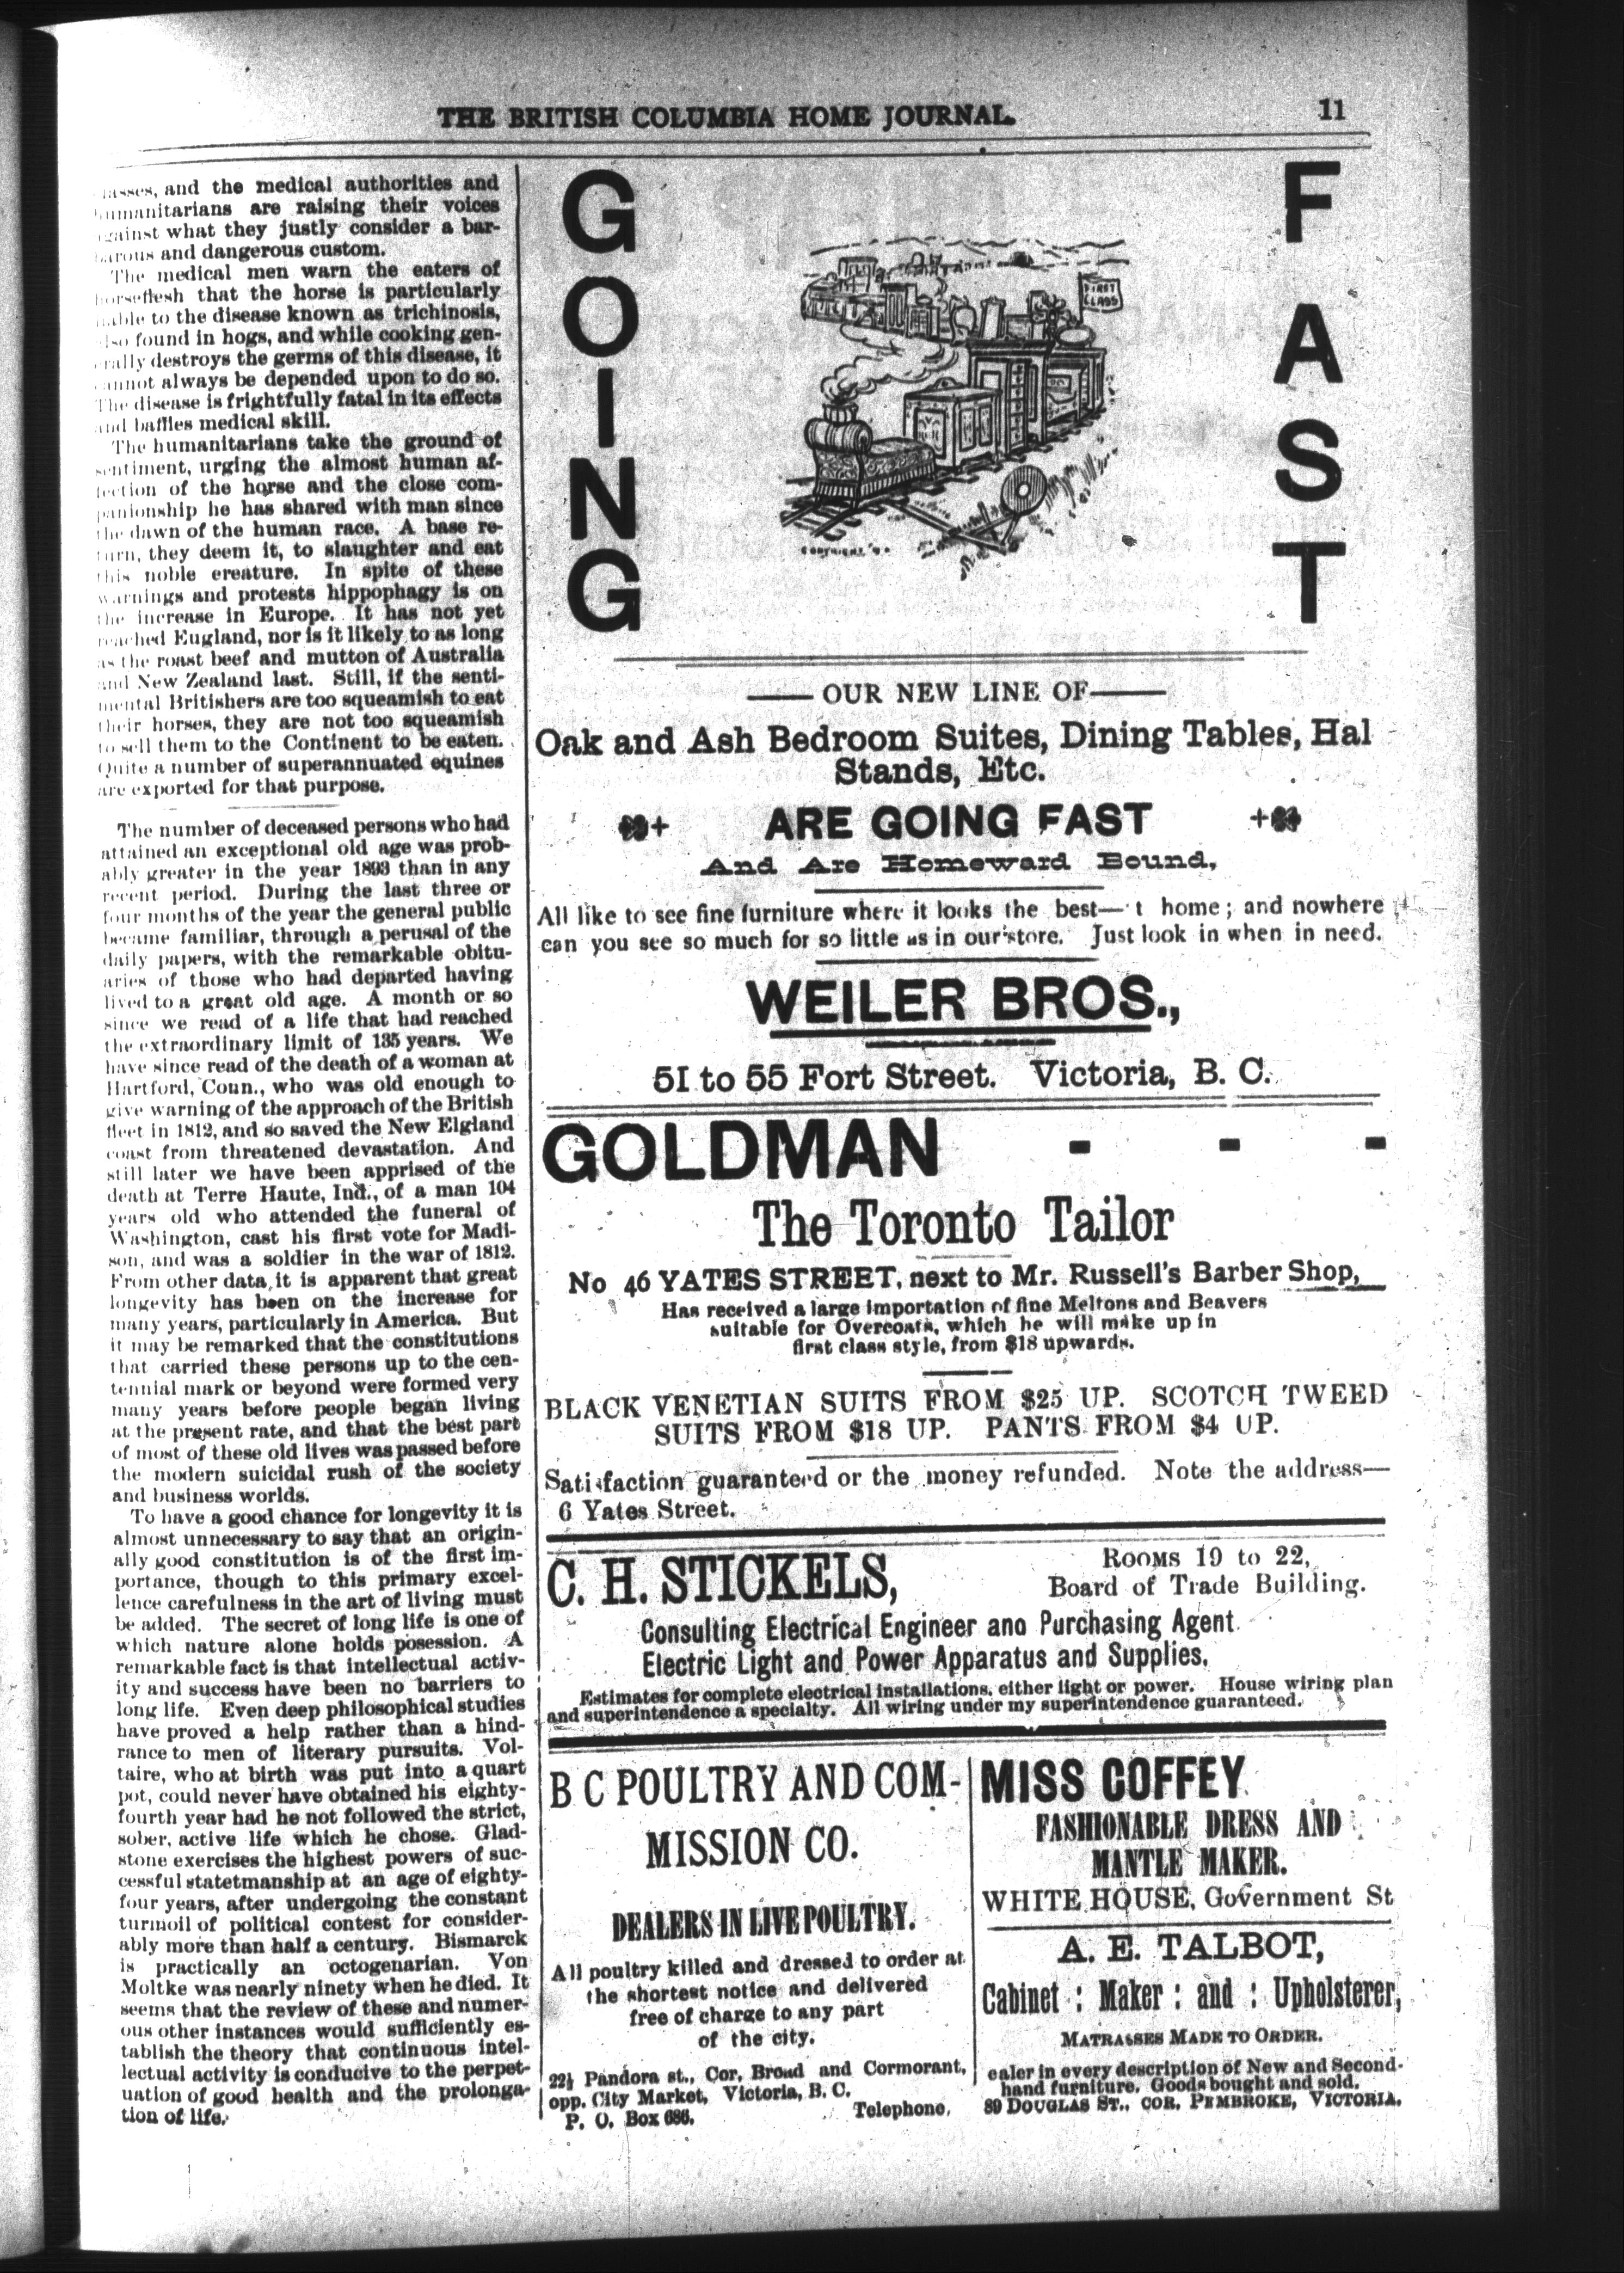 THE BRITISH COLUMBIA HOME JOURNAL.
11
and the medical authorities and
humanitarians are raising their voices
against what they justly consider a bar-
barous and dangerous custom.
The medical men warn the eaters of
horseflesh that the horse is particularly
liable to the disease known as trichinosis,
also found in hogs, and while cooking gen-
erally destroys the germs of this disease, it
cannot always be depended upon to do so.
The disease is frightfully fatal in its effects
and baffles medical skill.
The humanitarians take the ground of
sentiment, urging the almost human af-
fection of the horse and the close com-
panionship he has shared with man since
the dawn of the human race. A base re-
turn, they deem it, to slaughter and eat
this noble ereature. In spite of these
warnings and protests hippophagy is on
the increase in Europe. It has not yet
reached Eugland, nor is it likely to as long
as the roast beef and mutton of Australia
and New Zealand last. Still, if the senti-
mental Britishers are too squeamish to eat
their horses, they are not too squeamish
to sell them to the Continent to be eaten.
Quite a number of superannuated equines
are exported for that purpose.
The number of deceased persons who had
attained an exceptional old age was prob-
ably greater in the year 1893 than in any
recent period. During the last three or
four months of the year the general public
became familiar, through a perusal of the
daily papers, with the remarkable obitu-
aries of those who had departed having
lived to a great old age. A month or so
since we read of a life that had reached
the extraordinary limit of 135 years. We
have since read of the death of a woman at
Hartford, Conn., who was old enough to
give warning of the approach of the British
fleet in 1812, and so saved the New Elgland
coast from threatened devastation. And
still later we have been apprised of the
death at Terre Haute, Ind., of a man 104
years old who attended the funeral of
Washington, cast his first vote for Madi-
son, and was a soldier in the war of 1812.
From other data, it is apparent that great
longevity has been on the increase for
many years, particularly in America. But
it may be remarked that the constitutions
that carried these persons up to the cen-
tennial mark or beyond were formed very
many years before people began living
at the present rate, and that the best part
of most of these old lives was passed before
the modern suicidal rush of the society
and business worlds.
To have a good chance for longevity it is
almost unnecessary to say that an origin-
ally good constitution is of the first im-
portance, though to this primary excel-
lence carefulness in the art of living must
be added. The secret of long life is one of
which nature alone holds posession. A
remarkable fact is that intellectual activ-
ity and success have been no barriers to
long life. Even deep philosophical studies
have proved a help rather than a hind-
rance to men of literary pursuits. Vol-
taire, who at birth was put into a quart
pot, could never have obtained his eighty-
fourth year had he not followed the strict,
sober, active life which he chose. Glad-
stone exercises the highest powers of suc-
cessful statetmanship at an age of eighty-
four years, after undergoing the constant
turmoil of political contest for consider-
ably more than half a century. Bismarck
is practically an octogenarian. Von
Moltke was nearly ninety when he died. It
seems that the review of these and numer-
ous other instances would sufficiently es-
tablish the theory that continuous intel-
lectual activity is conducive to the perpet-
uation of good health and the prolonga-
tion of life.
GOING
FAST
FIRST
CLASS
COPYRIGHT
OUR NEW LINE OF
Oak and Ash Bedroom Suites, Dining Tables, Hal
Stands, Etc.
ARE GOING FAST
And Are Homeward Bound,
All like to see fine furniture where it looks the best—'t home; and nowhere
can you see so much for so little as in our store. Just look in when in need.
WEILER BROS.,
51 to 55 Fort Street. Victoria, B. C.
GOLDMAN - - -
The Toronto Tailor
No 46 YATES STREET, next to Mr. Russell's Barber Shop,
Has received a large importation of fine Meltons and Beavers
suitable for Overcoats, which he will make up in
first class style, from $18 upwards.
BLACK VENETIAN SUITS FROM $25 UP. SCOTCH TWEED
SUITS FROM $18 UP. PANTS FROM $4 UP.
Satisfaction guaranteed or the money refunded. Note the address—
6 Yates Street.
C. H. STICKELS,
ROOMS 19 to 22,
Board of Trade Building.
Consulting Electrical Engineer and Purchasing Agent
Electric Light and Power Apparatus and Supplies.
Estimates for complete electrical installations, either light or power. House wiring plan
and superintendence a specialty. All wiring under my superintendence guaranteed.
B C POULTRY AND COM-
MISSION CO.
DEALERS IN LIVE POULTRY.
All poultry killed and dressed to order at
the shortest notice and delivered
free of charge to any part
of the city.
22½ Pandora st., Cor, Broad and Cormorant,
opp. City Market, Victoria, B. C.
P. O. Box 686. Telephone,
MISS COFFEY
FASHIONABLE DRESS AND
MANTLE MAKER.
WHITE HOUSE, Government St
A. E. TALBOT,
Cabinet : Maker : and : Upholsterer,
MATRASSES MADE TO ORDER.
ealer in every description of New and Second-
hand furniture. Goods bought and sold.
89 DOUGLAS ST., COR. PEMBROKE, VICTORIA.